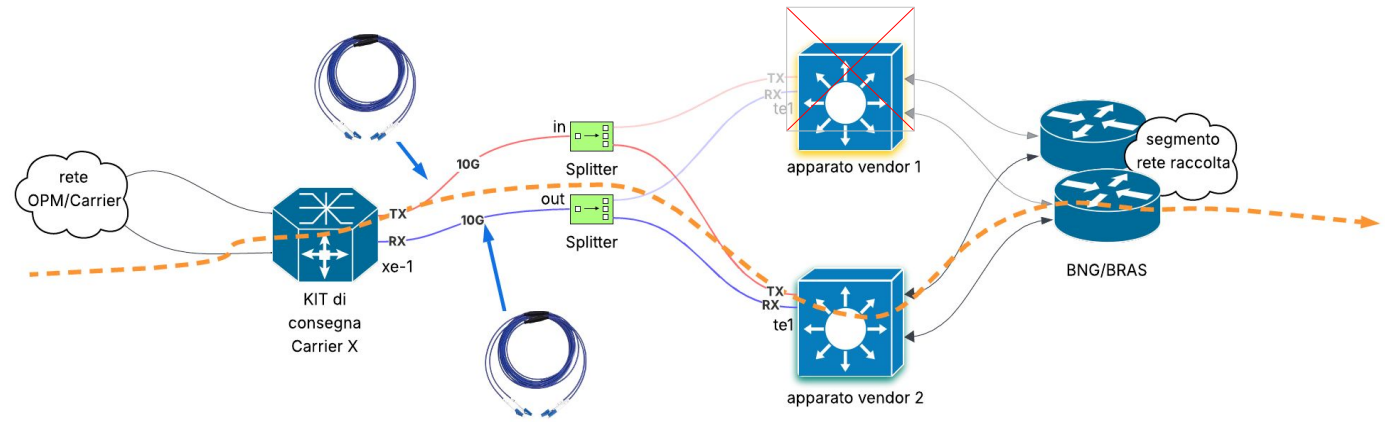 rete
OPM/Carrier
TX
RX
xe-1
KIT di
consegna
Carrier X
10G
10G
in
Splitter
out
Splitter
TX
RX
te1
apparato vendor 1
TX
RX
te1
apparato vendor 2
segmento
rete raccolta
BNG/BRAS